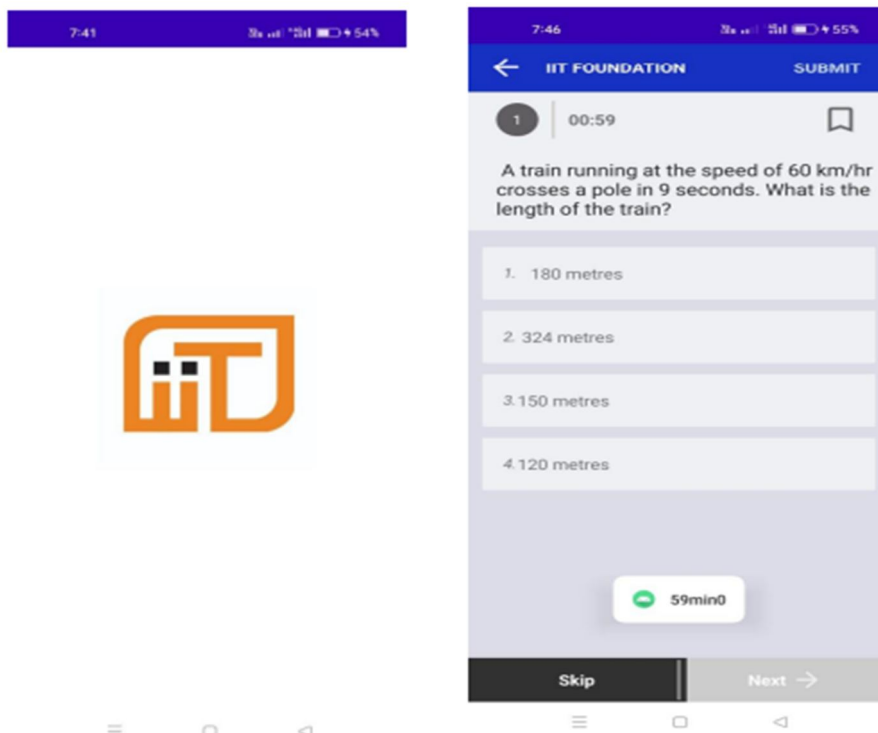 7:41
54%
iiT
7:46
55%
IIT FOUNDATION SUBMIT
1 00:59
A train running at the speed of 60 km/hr
crosses a pole in 9 seconds. What is the
length of the train?
1. 180 metres
2. 324 metres
3. 150 metres
4. 120 metres
59min0
Skip Next